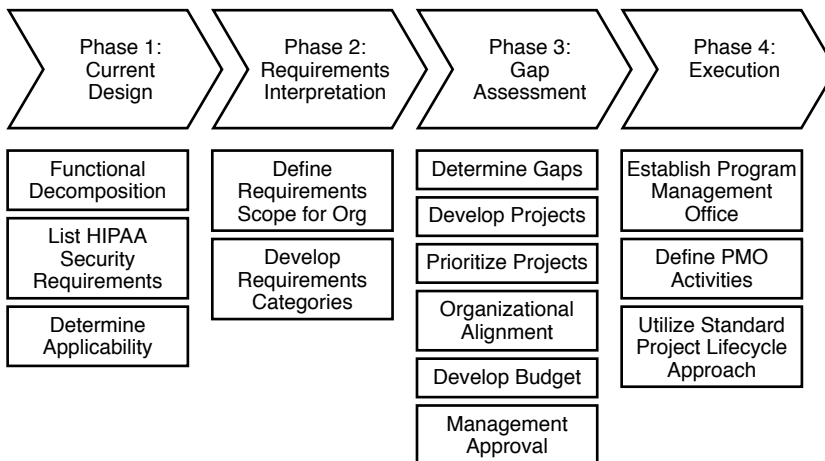 Phase 1:
Current
Design
Phase 2:
Requirements
Interpretation
Phase 3:
Gap
Assessment
Phase 4:
Execution
Functional
Decomposition
List HIPAA
Security
Requirements
Determine
Applicability
Define
Requirements
Scope for Org
Develop
Requirements
Categories
Determine Gaps
Develop Projects
Prioritize Projects
Organizational
Alignment
Develop Budget
Management
Approval
Establish Program
Management
Office
Define PMO
Activities
Utilize Standard
Project Lifecycle
Approach